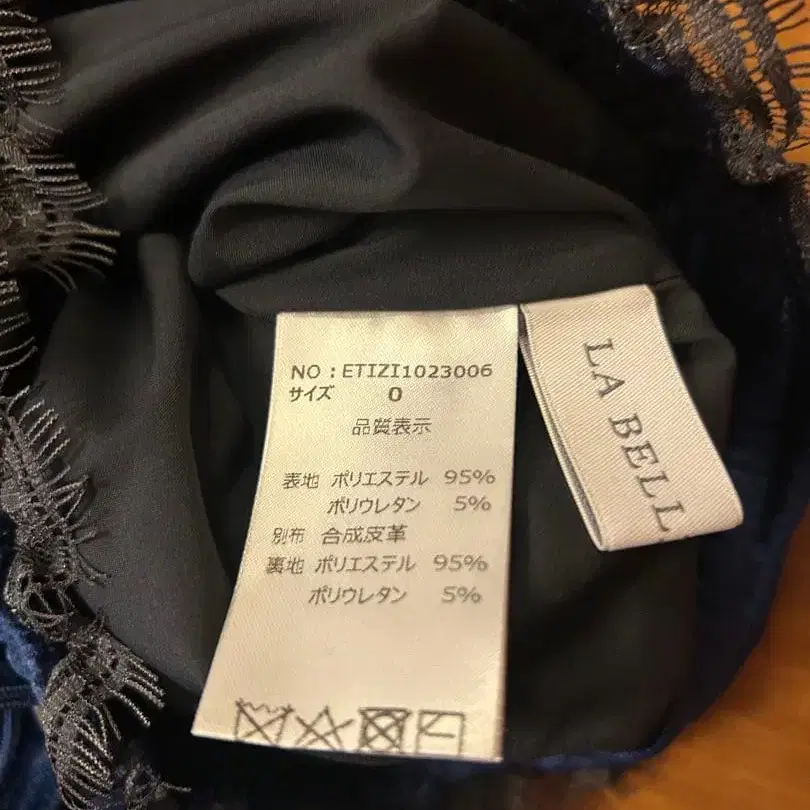 NO : ETIZI1023006
サイズ 0
品質表示
表地 ポリエステル 95%
ポリウレタン 5%
別布 合成皮革
裏地 ポリエステル 95%
ポリウレタン 5%
LA BELL